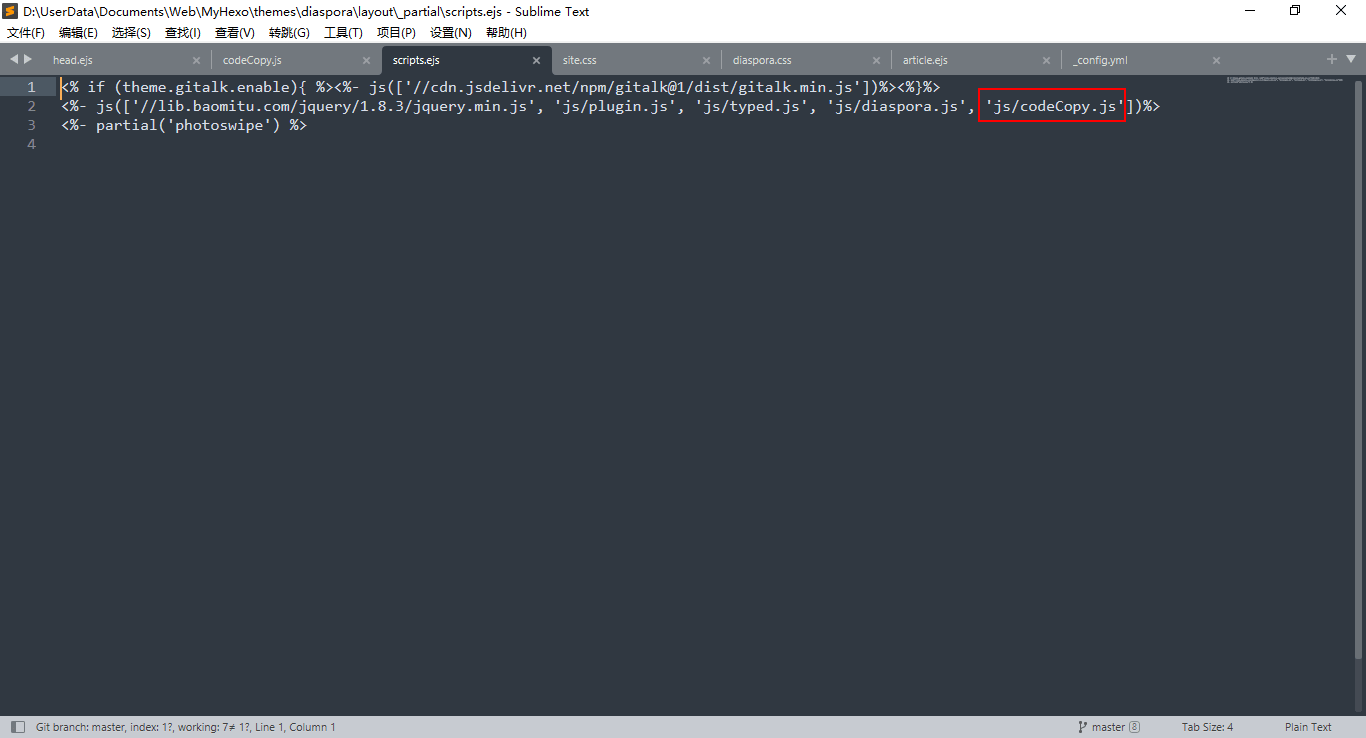 D:\UserData\Documents\Web\MyHexo\themes\diaspora\layout\_partial\scripts.ejs - Sublime Text
文件(F) 编辑(E) 选择(S) 查找(I) 查看(V) 转跳(G) 工具(T) 项目(P) 设置(N) 帮助(H)
head.ejs codeCopy.js scripts.ejs site.css diaspora.css article.ejs _config.yml
1 <% if (theme.gitalk.enable){ %><%- js(['//cdn.jsdelivr.net/npm/gitalk@1/dist/gitalk.min.js'])%><%}%>
2 <%- js(['//lib.baomitu.com/jquery/1.8.3/jquery.min.js', 'js/plugin.js', 'js/typed.js', 'js/diaspora.js', 'js/codeCopy.js'])%>
3 <%- partial('photoswipe') %>
4
Git branch: master, index: 1?, working: 7≠ 1?, Line 1, Column 1 master 8 Tab Size: 4 Plain Text